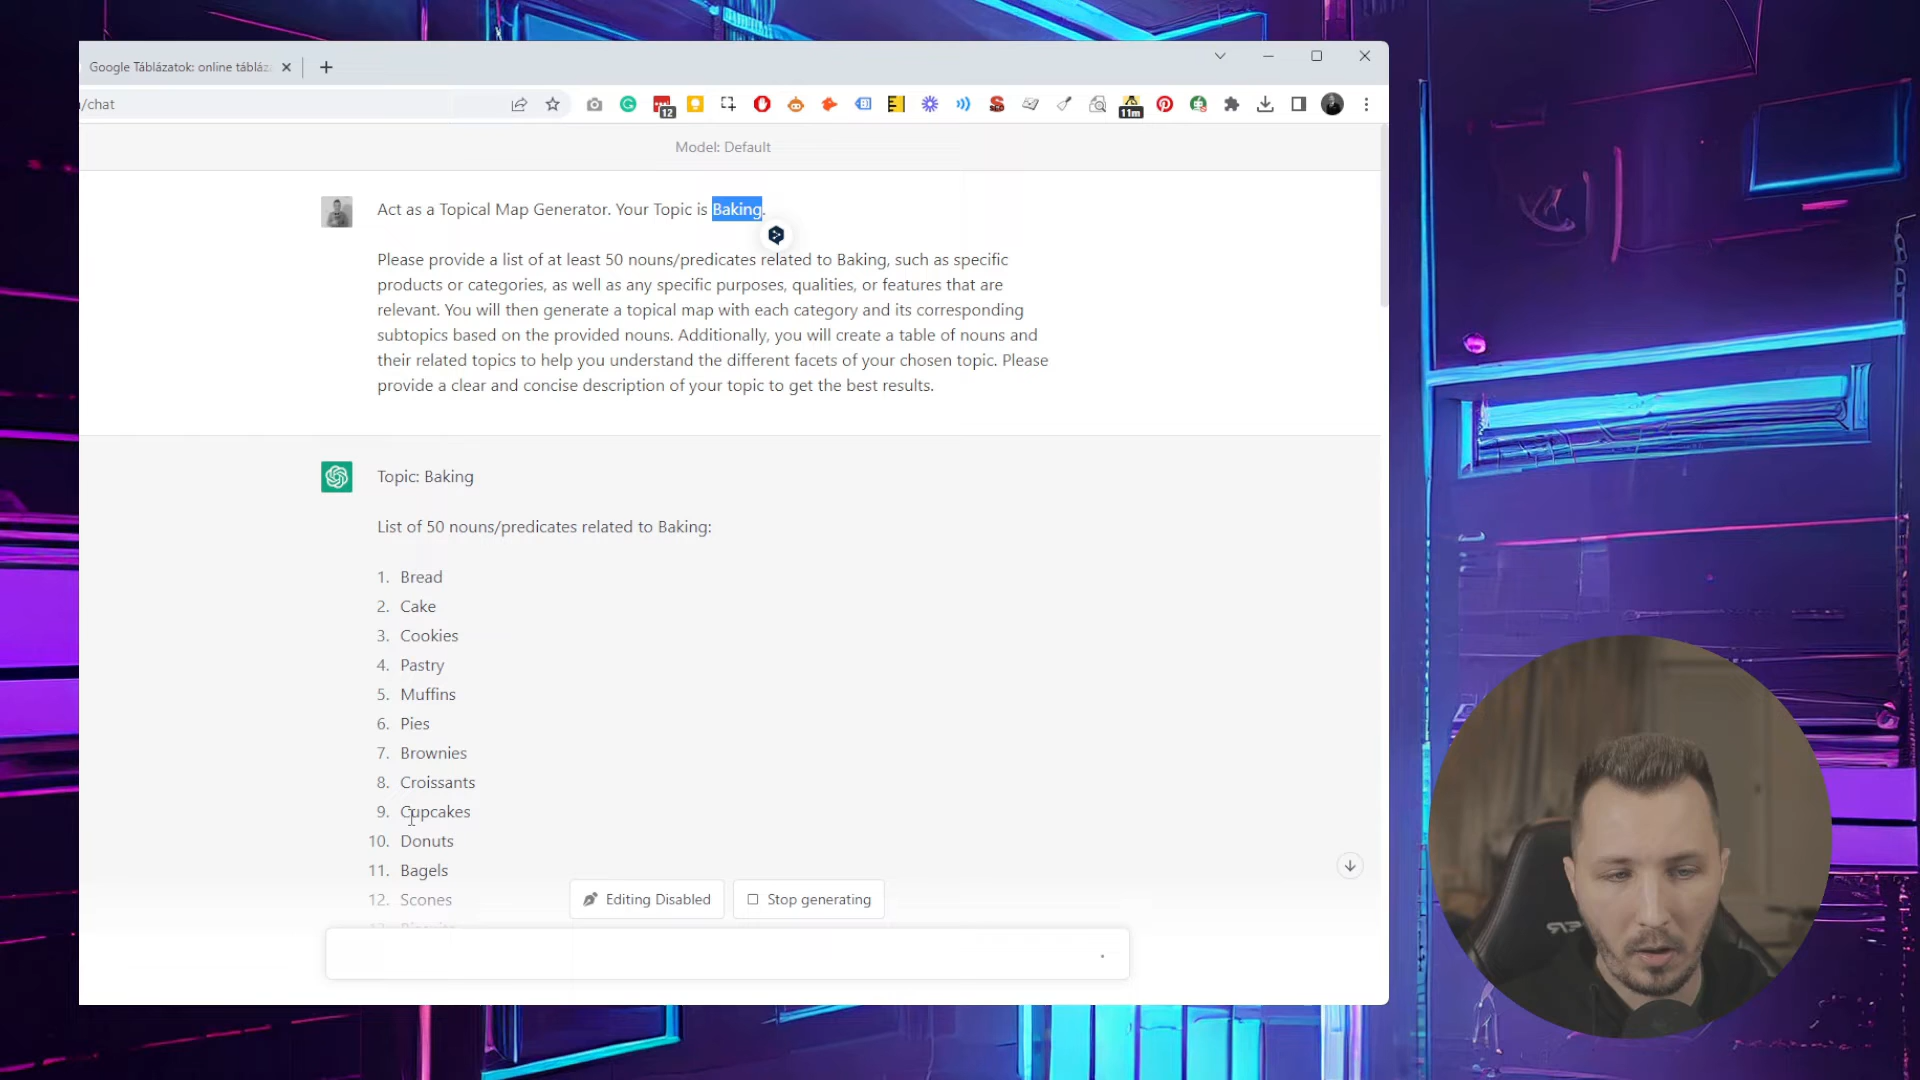 Google Táblázatok: online tábláz
/chat
12
11m
Model: Default
Act as a Topical Map Generator. Your Topic is Baking.
Please provide a list of at least 50 nouns/predicates related to Baking, such as specific
products or categories, as well as any specific purposes, qualities, or features that are
relevant. You will then generate a topical map with each category and its corresponding
subtopics based on the provided nouns. Additionally, you will create a table of nouns and
their related topics to help you understand the different facets of your chosen topic. Please
provide a clear and concise description of your topic to get the best results.
Topic: Baking
List of 50 nouns/predicates related to Baking:
1. Bread
2. Cake
3. Cookies
4. Pastry
5. Muffins
6. Pies
7. Brownies
8. Croissants
9. Cupcakes
10. Donuts
11. Bagels
12. Scones
Editing Disabled
Stop generating